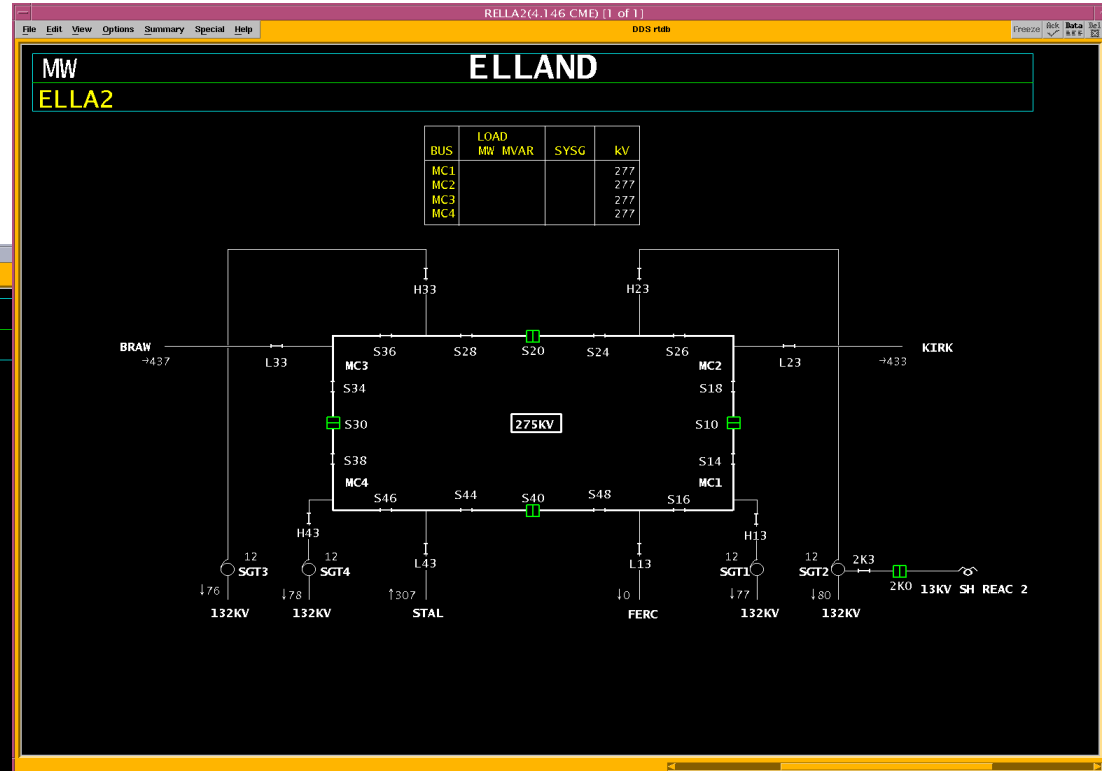 RELLA2(4.146 CME) [1 of 1]
File Edit View Options Summary Special Help
DDS rtdb
Freeze Ack Data
MW
ELLAND
ELLA2
LOAD
BUS MW MVAR SYSG kV
MC1 277
MC2 277
MC3 277
MC4 277
H33 H23
BRAW →437 L33
S36 S28 S20 S24 S26
L23 →433 KIRK
MC3 MC2
S34 S18
S30 275KV S10
S38 S14
MC4 MC1
S46 S44 S40 S48 S16
H43 H13
L43 L13
12 12 12 12
SGT3 SGT4 SGT1 SGT2 2K3
↓76 ↓78 ↑307 ↓0 ↓77 ↓80
2K0 13KV SH REAC 2
132KV 132KV STAL FERC 132KV 132KV